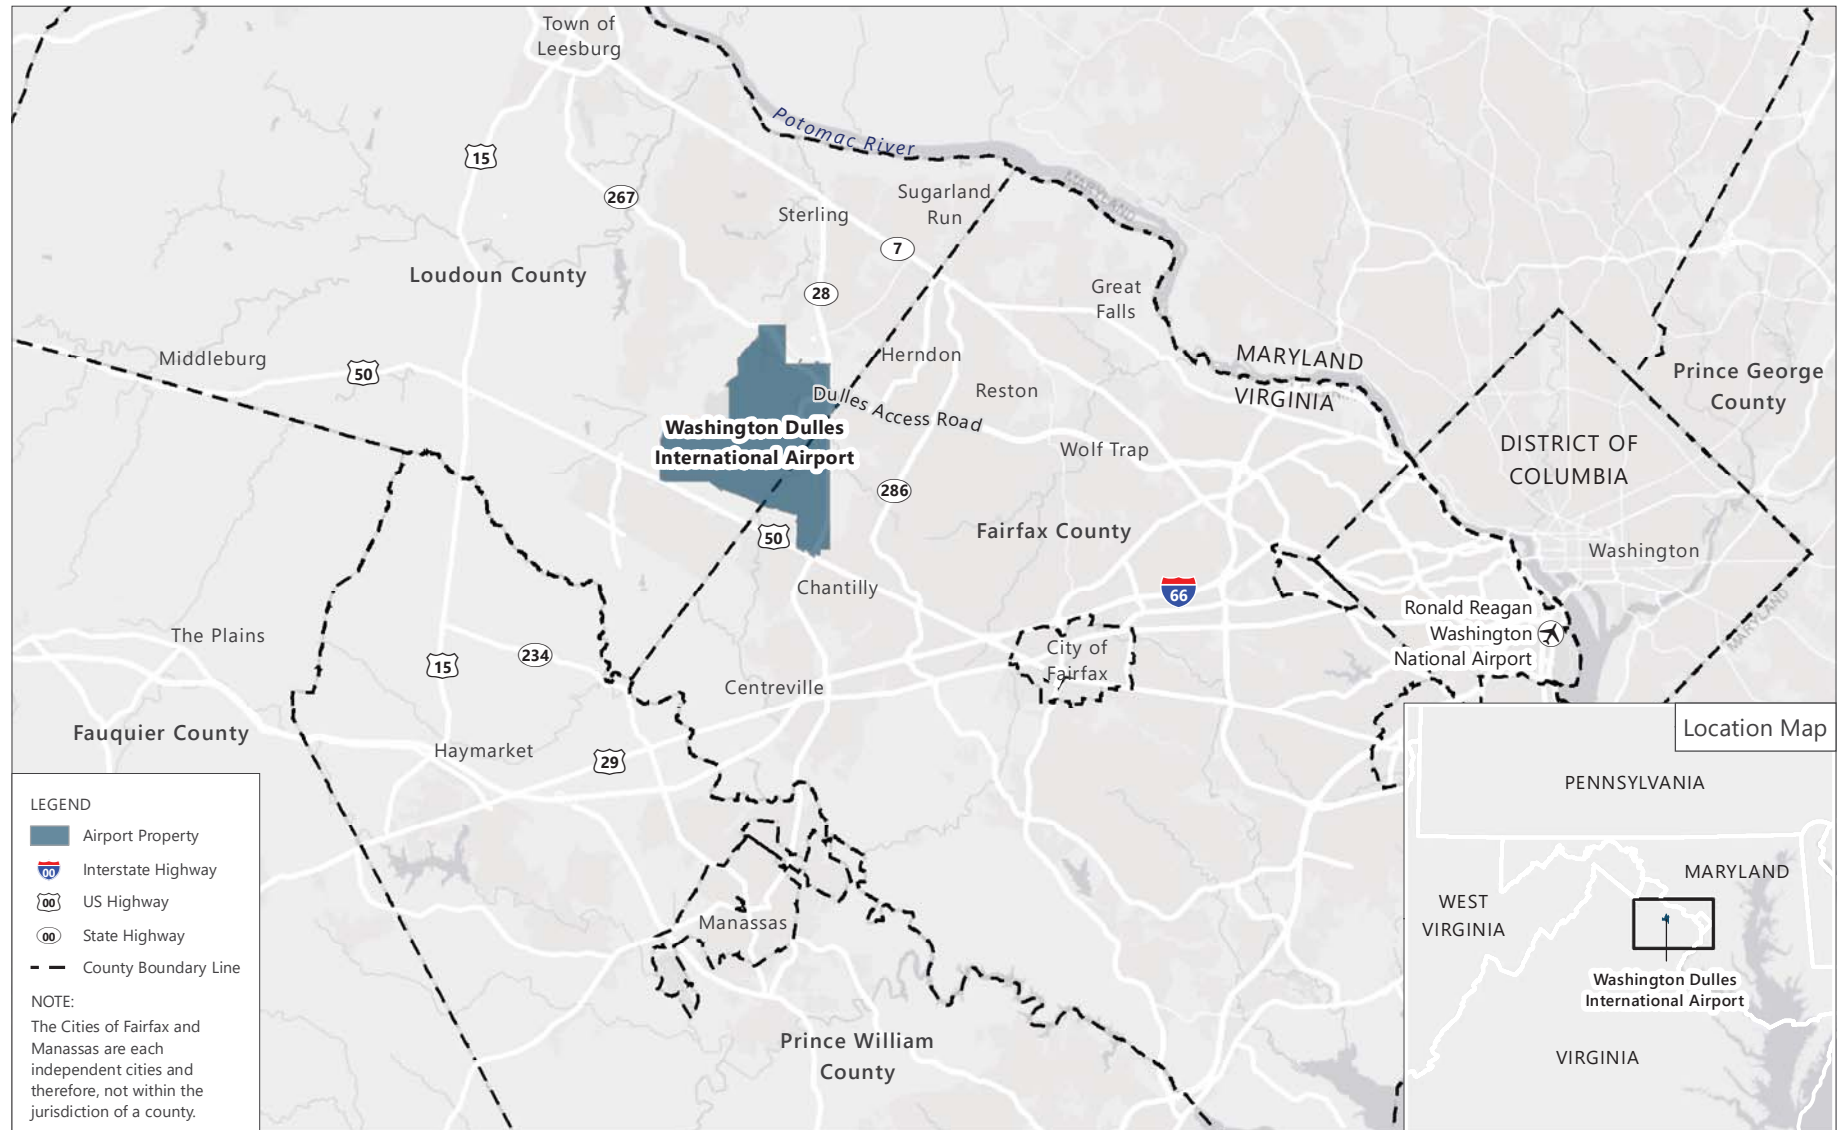 Town of
Leesburg
Potomac River
15
267
Sterling
Sugarland
Run
7
MARYLAND
Loudoun County
28
Great
Falls
Middleburg
50
Herndon
Reston
MARYLAND
VIRGINIA
Prince George
County
Dulles Access Road
Washington Dulles
International Airport
Wolf Trap
DISTRICT OF
COLUMBIA
286
50
Fairfax County
Washington
Chantilly
66
The Plains
15
234
City of
Fairfax
Ronald Reagan
Washington
National Airport
MARYLAND
Centreville
Fauquier County
Haymarket
29
Manassas
Prince William
County
LEGEND
Airport Property
00
Interstate Highway
00
US Highway
00
State Highway
County Boundary Line
NOTE:
The Cities of Fairfax and
Manassas are each
independent cities and
therefore, not within the
jurisdiction of a county.
Location Map
PENNSYLVANIA
MARYLAND
WEST
VIRGINIA
Washington Dulles
International Airport
VIRGINIA